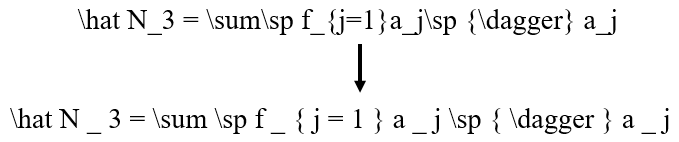 \hat N_3 = \sum\sp f_{j=1}a_j\sp {\dagger} a_j
\hat N _ 3 = \sum \sp f _ { j = 1 } a _ j \sp { \dagger } a _ j